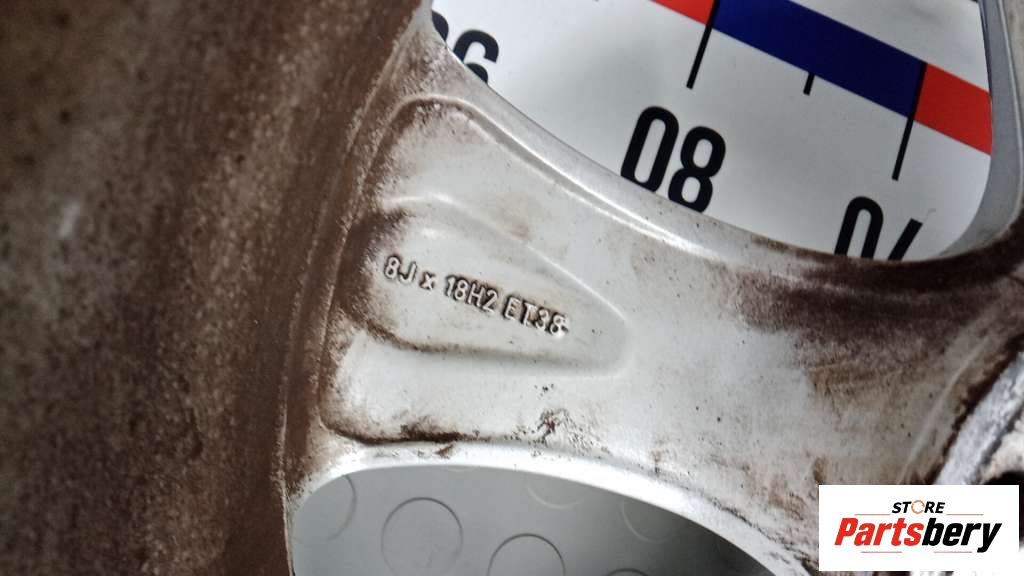 08
8J x 18H2 ET38
STORE
Partsbery